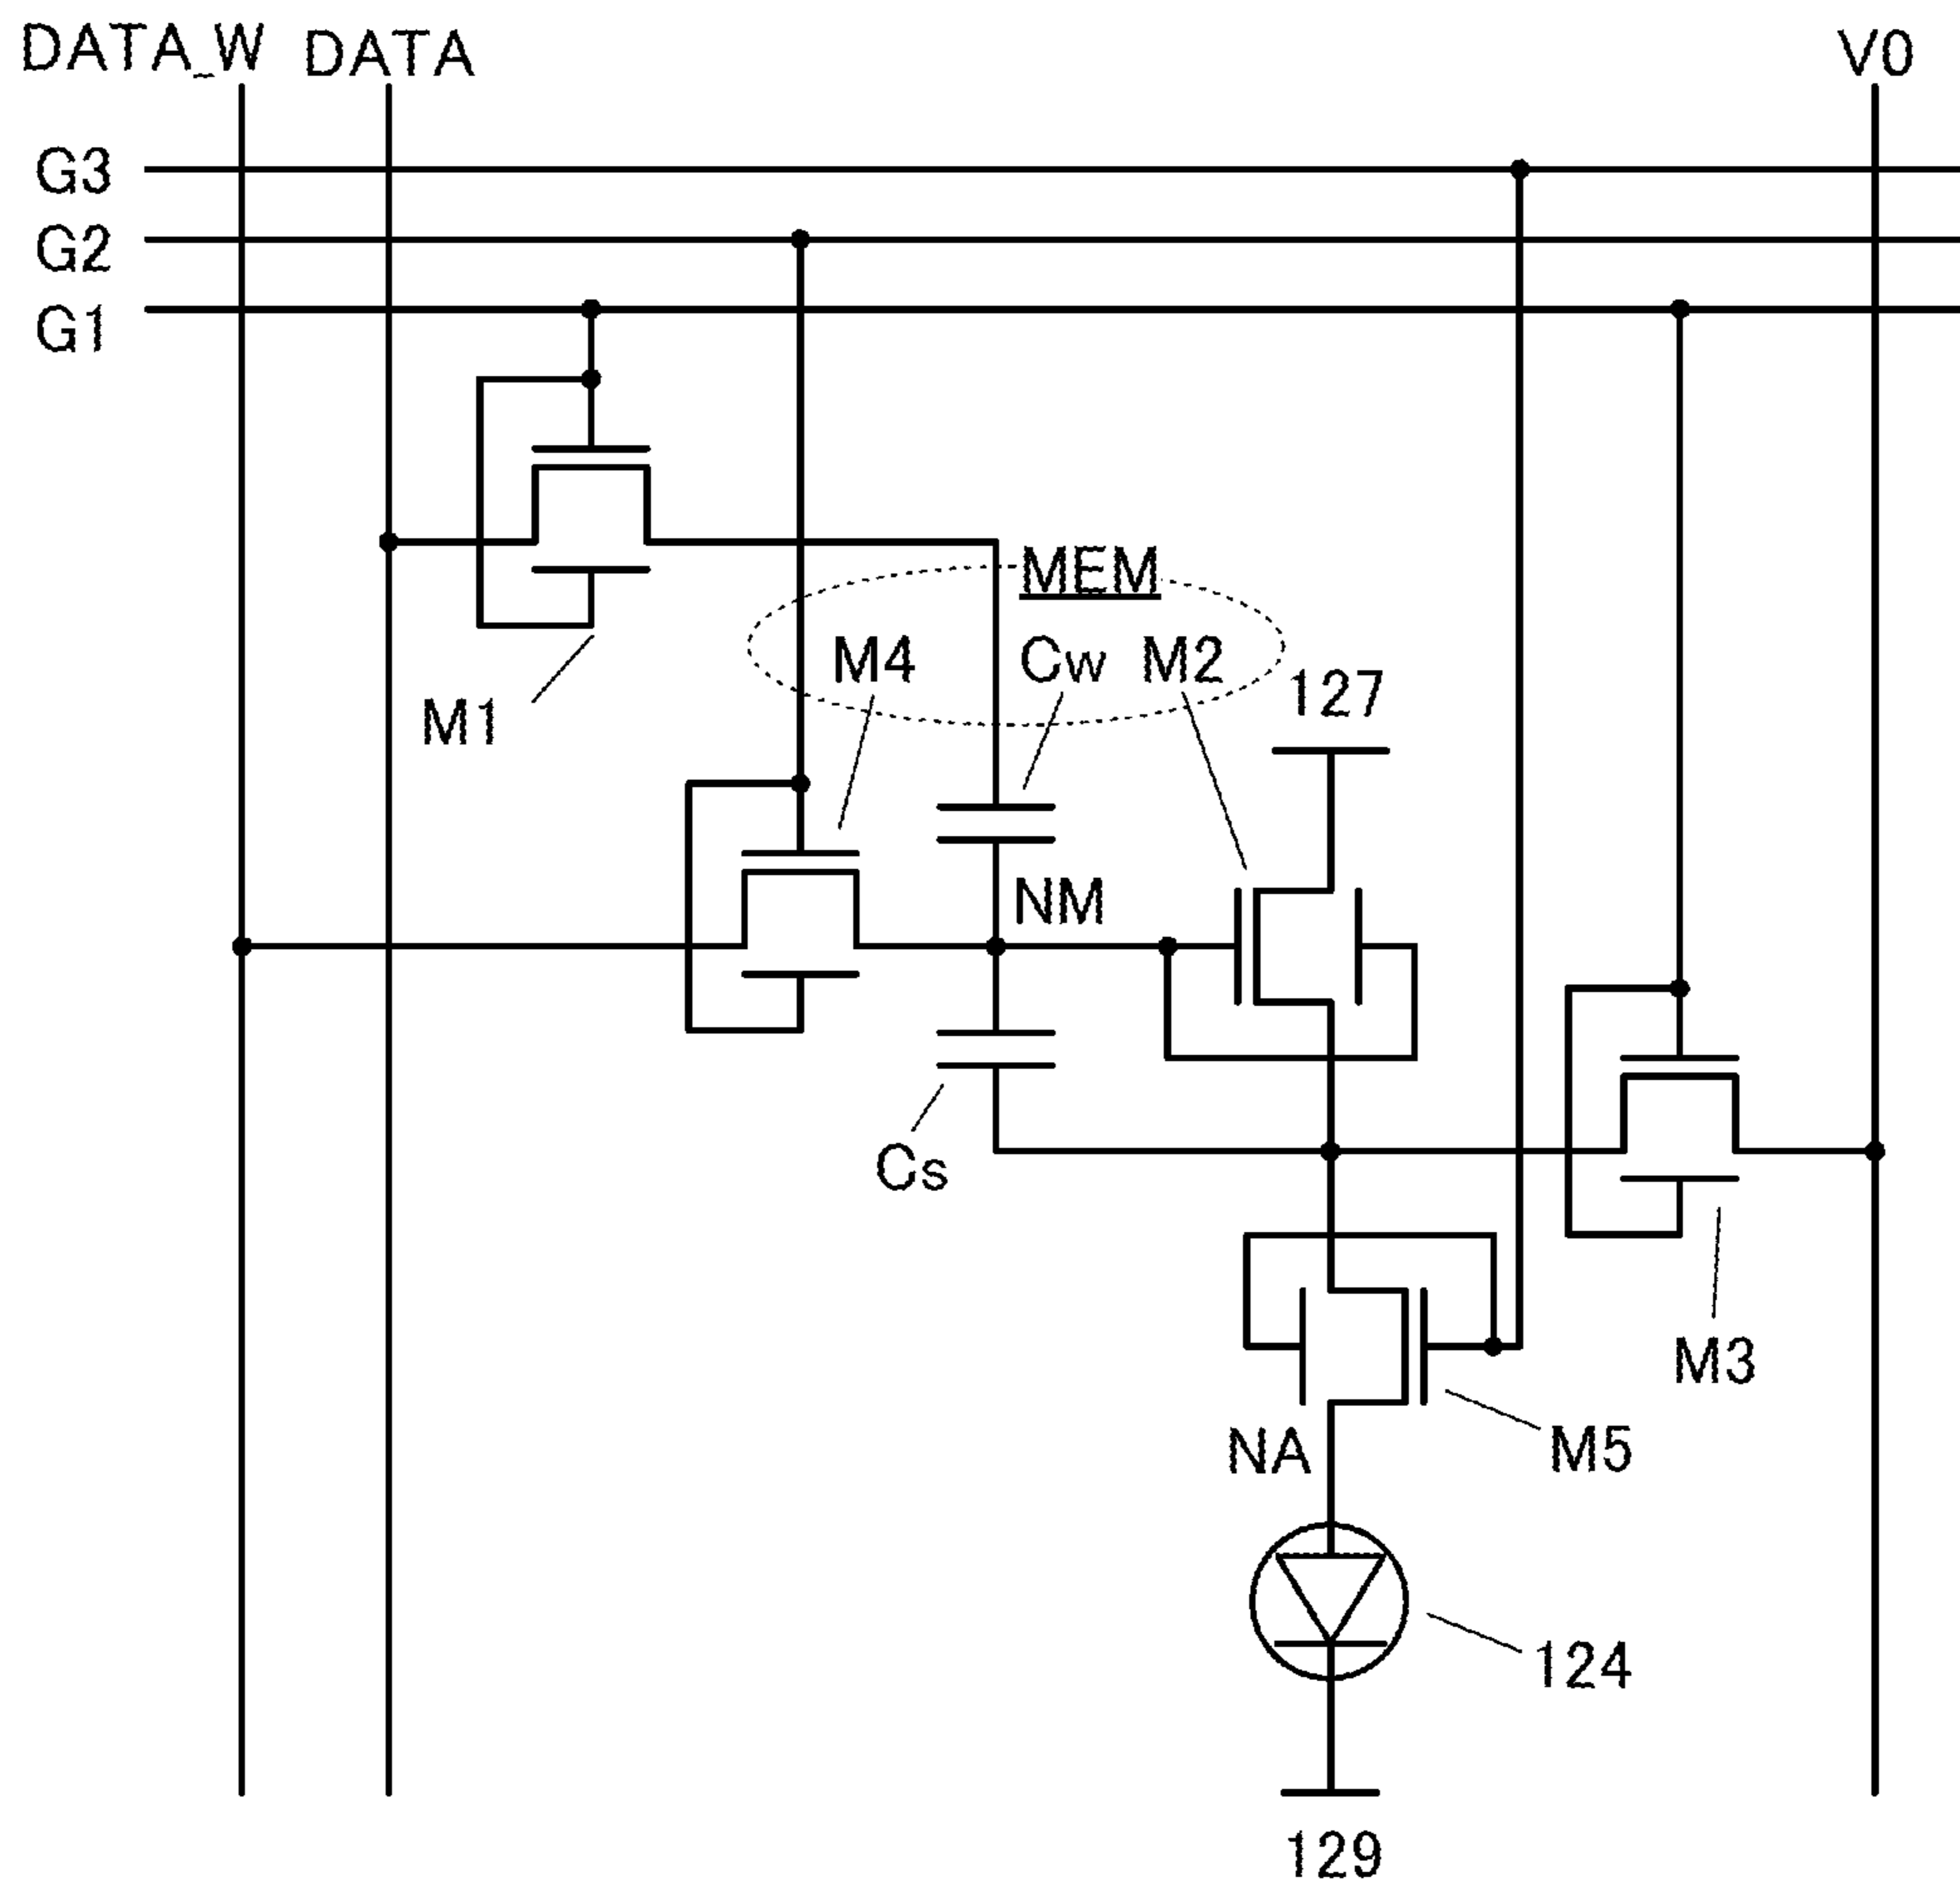 DATA_W DATA V0
G3
G2
G1
MEM
M4 Cw M2
127
M1
NM
Cs
M3
NA
M5
124
129